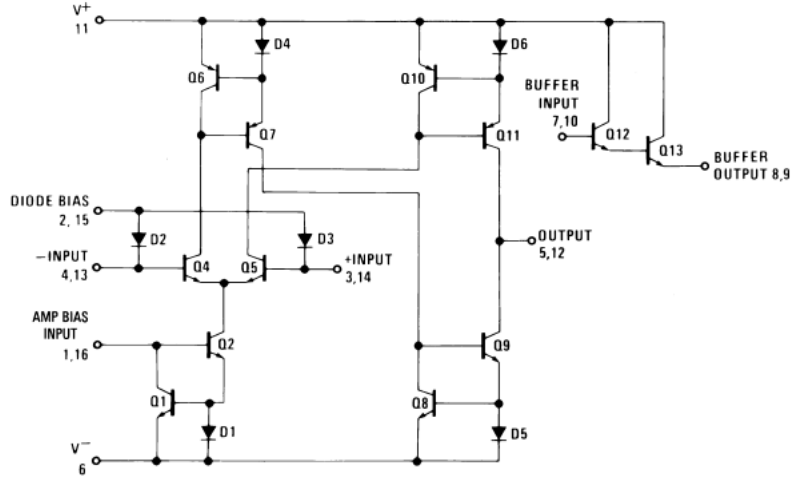 V+
11
D4
D6
Q6
Q10
BUFFER
INPUT
7,10
Q7
Q11
Q12
Q13
BUFFER
OUTPUT 8,9
DIODE BIAS
2, 15
D2
D3
–INPUT
4,13
Q4
Q5
+INPUT
3,14
OUTPUT
5,12
AMP BIAS
INPUT
1,16
Q2
Q9
Q1
Q8
D1
D5
V–
6